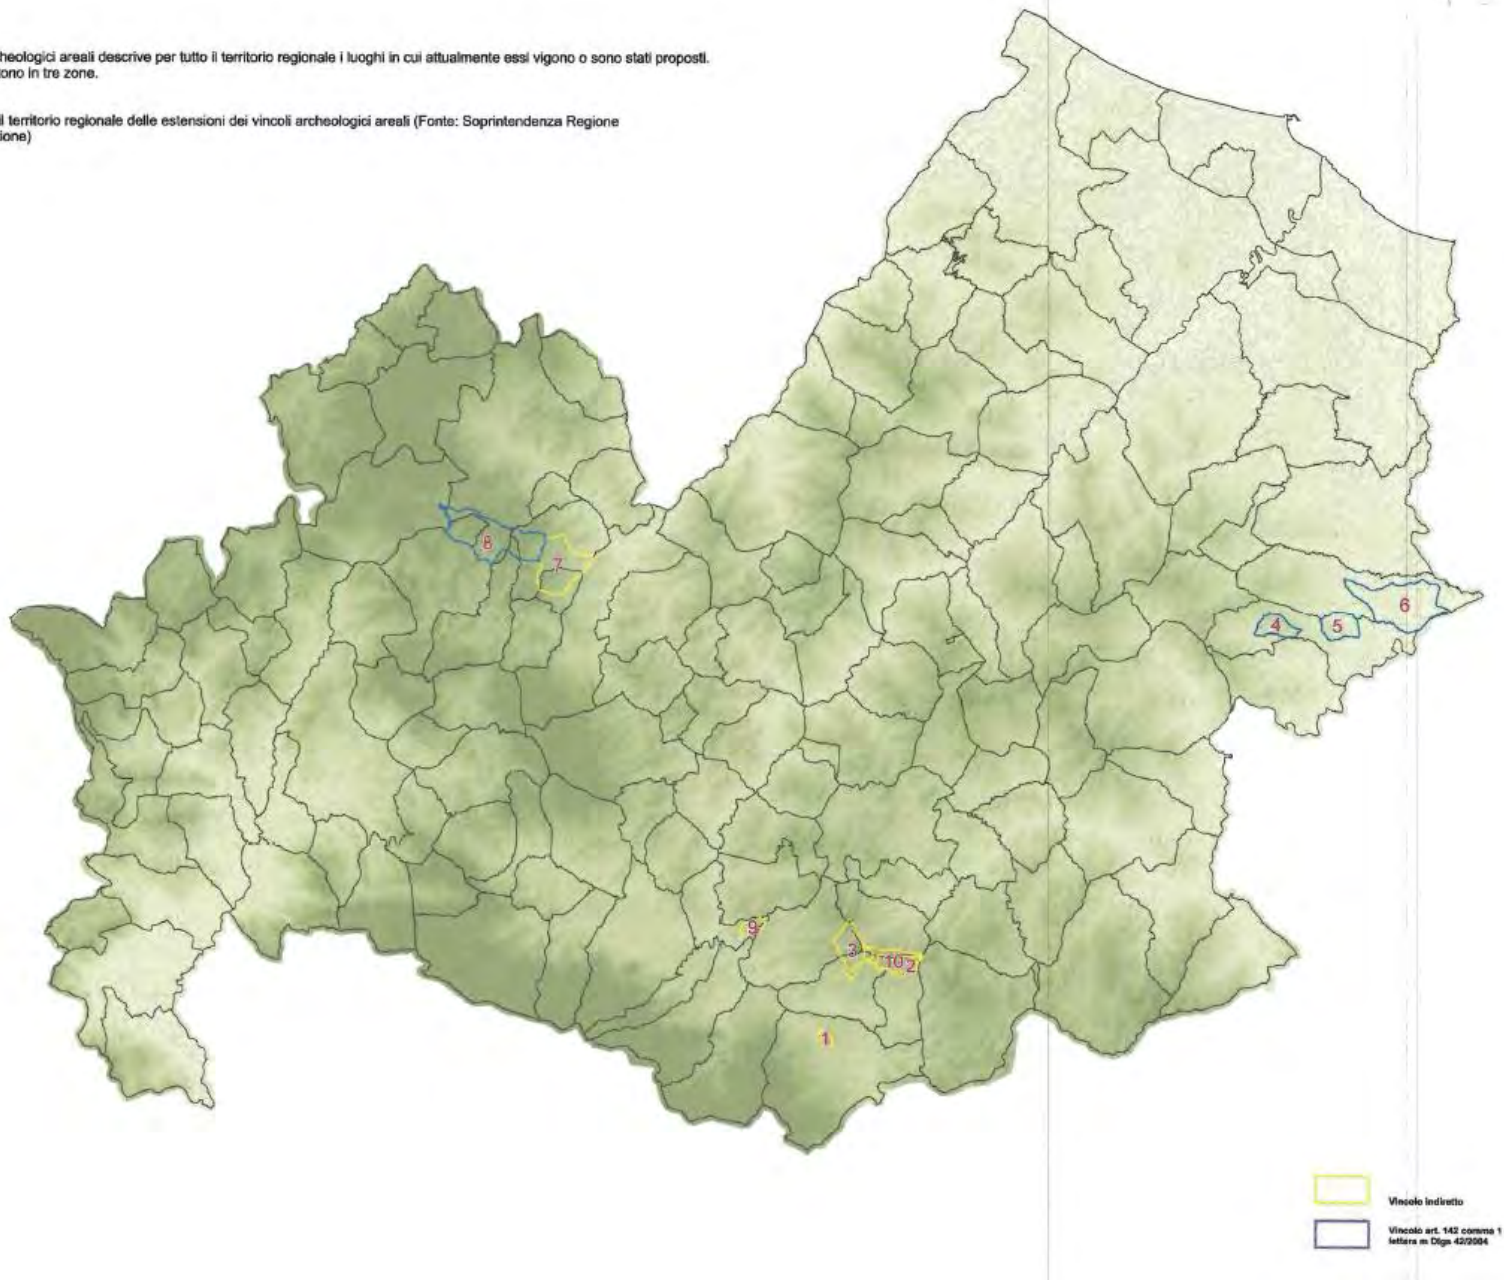 heologici areali descrive per tutto il territorio regionale i luoghi in cui attualmente essi vigono o sono stati proposti.
ono in tre zone.
il territorio regionale delle estensioni dei vincoli archeologici areali (Fonte: Soprintendenza Regione
ione)
8
7
6
4
5
9
3
10
2
1
Vincolo indiretto
Vincolo art. 142 comma 1
lettera m Dlgs 42/2004